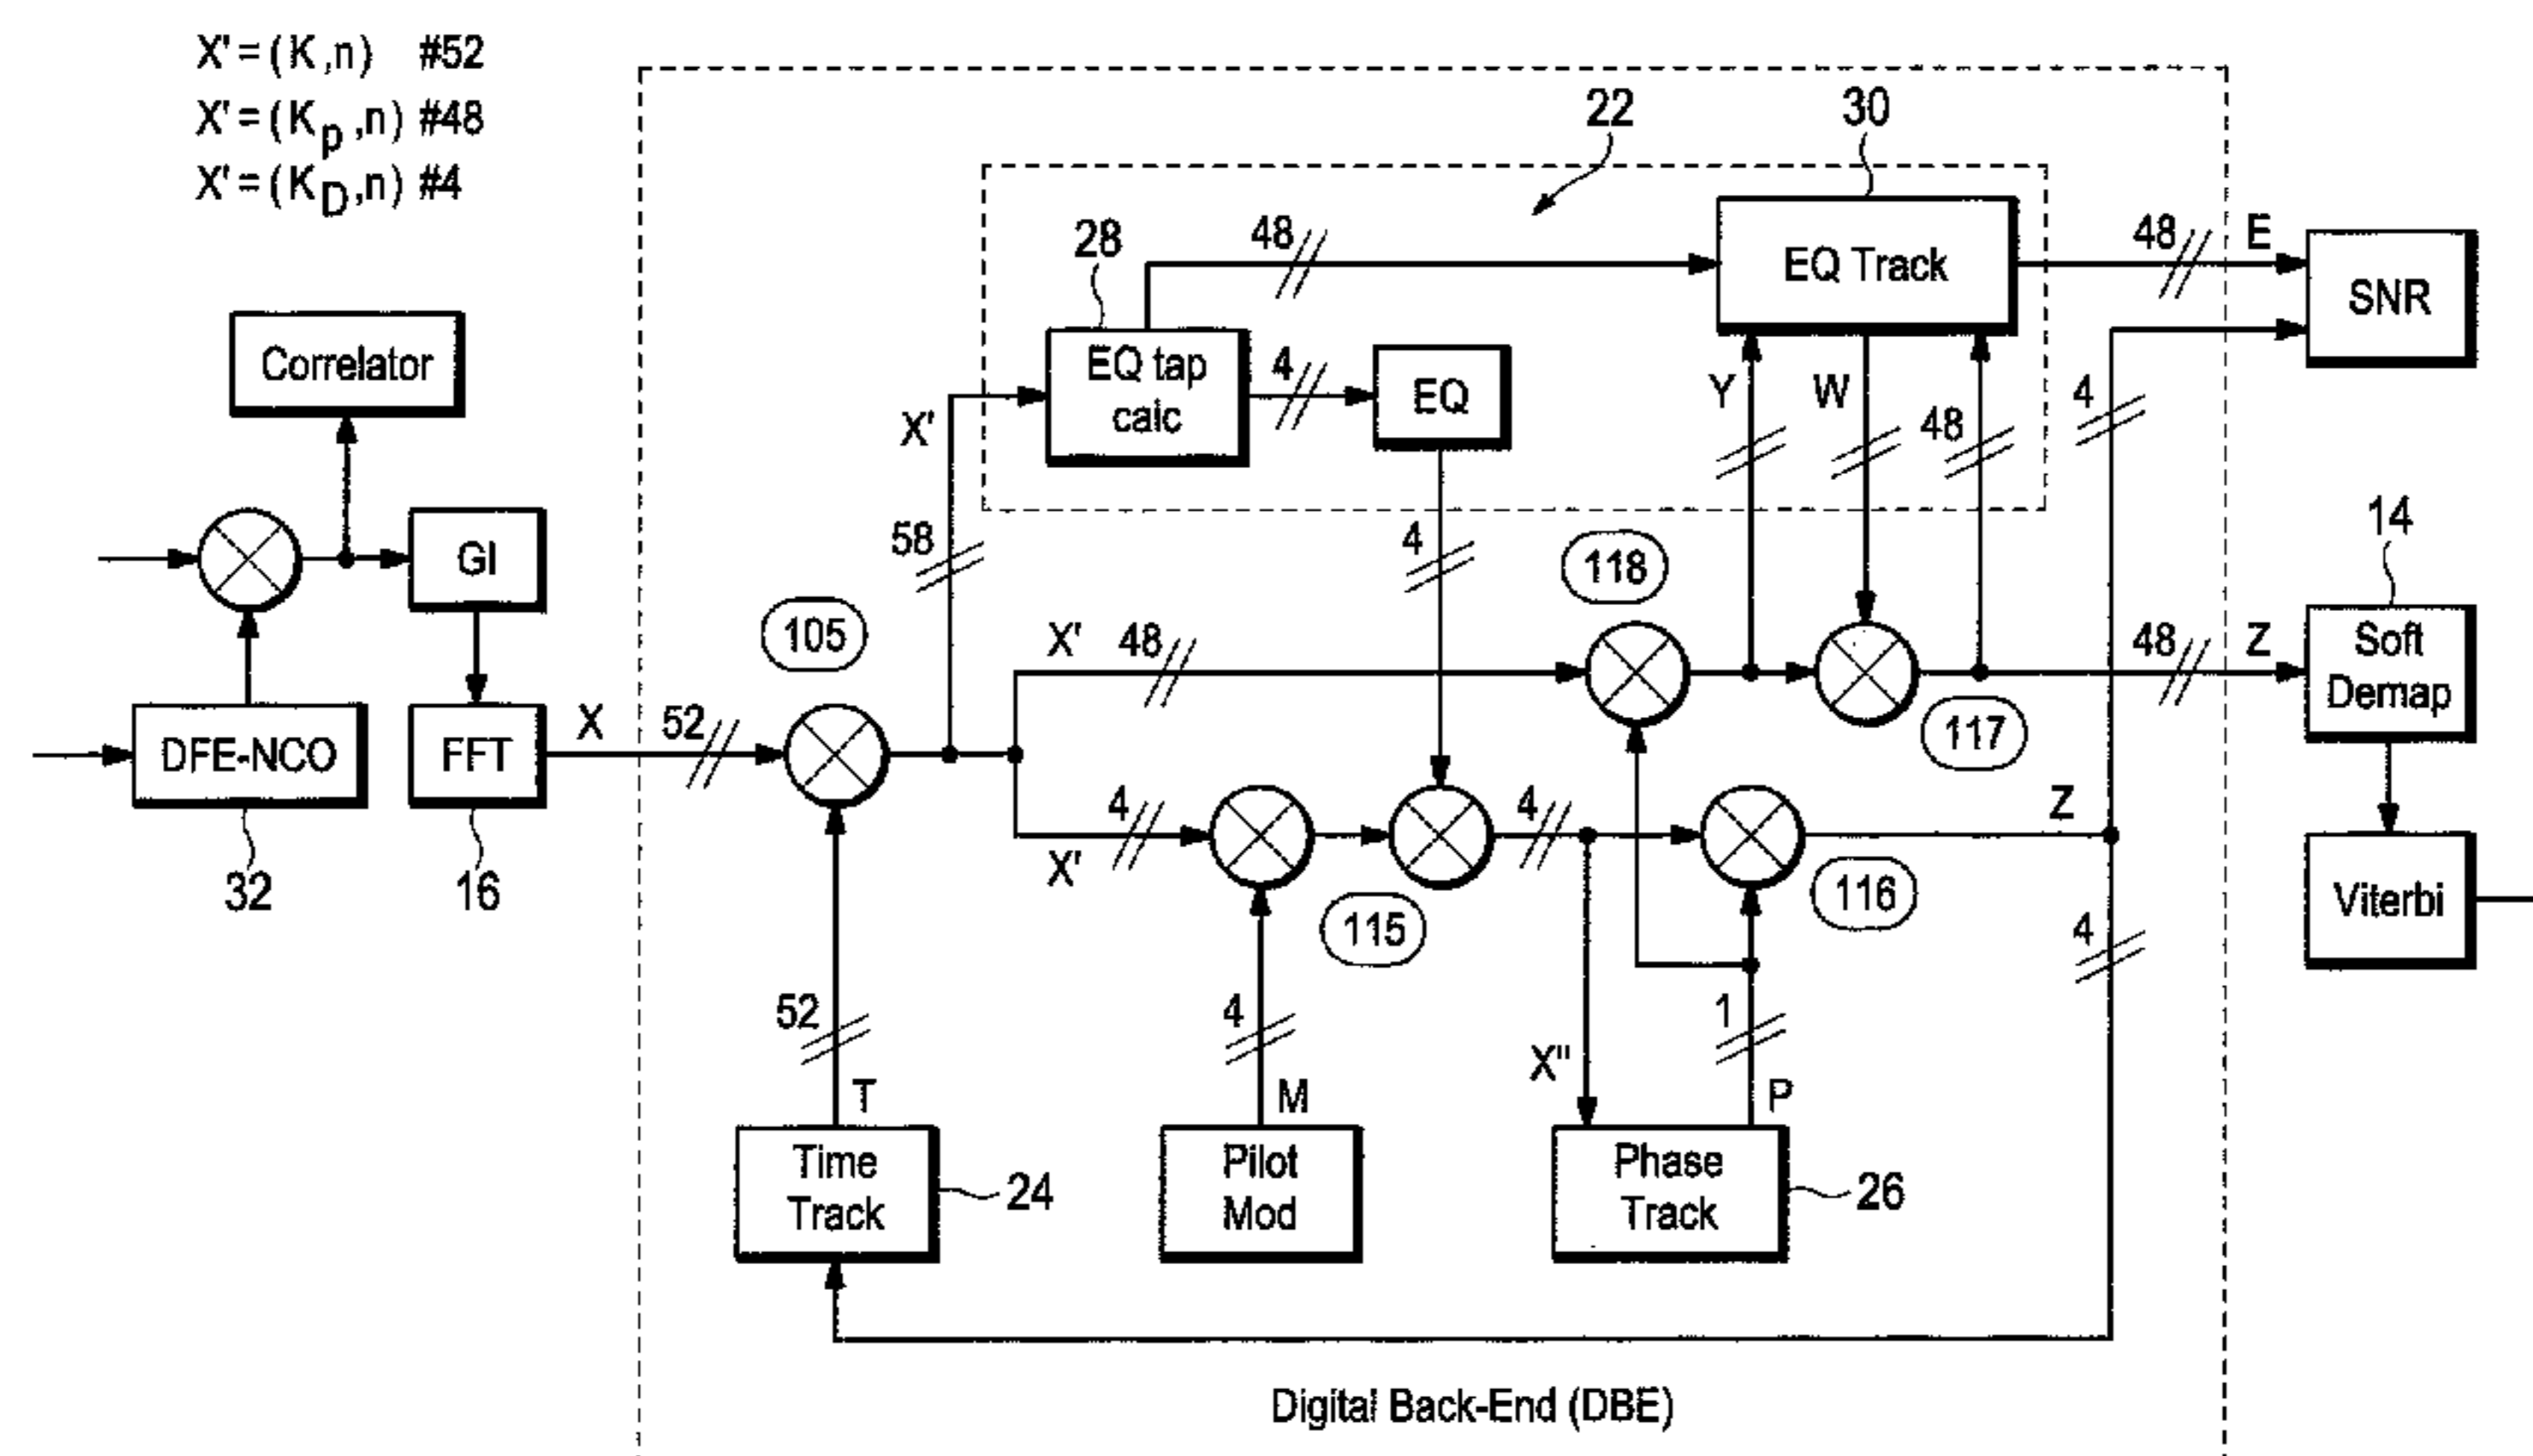 X'=(K,n) #52
X'=(Kp,n) #48
X'=(KD,n) #4
22
30
28
48
EQ Track
48
E
SNR
Correlator
EQ tap
calc
4
EQ
X'
Y
W
48
4
GI
58
4
118
14
105
X'
48
48
Z
Soft
Demap
DFE-NCO
FFT
X
52
117
4
4
Z
X'
32
16
115
116
Viterbi
4
52
4
1
X"
T
M
P
Time
Track
24
Pilot
Mod
Phase
Track
26
Digital Back-End (DBE)